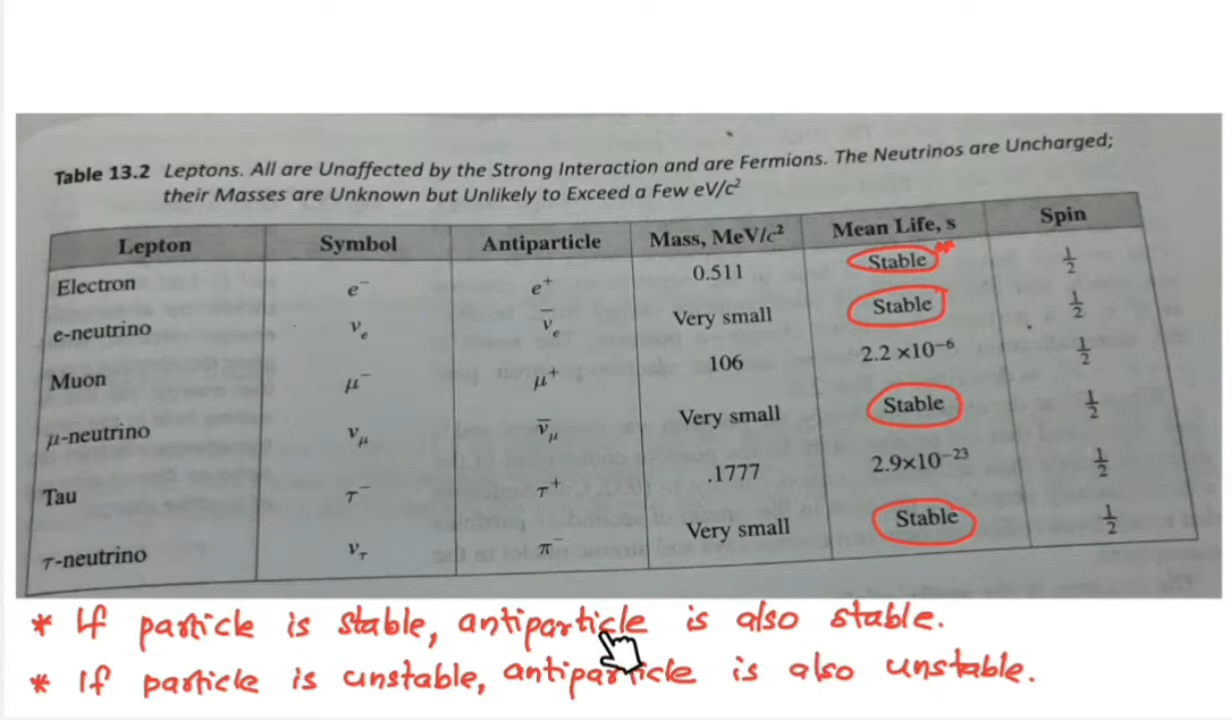 Table 13.2 Leptons. All are Unaffected by the Strong Interaction and are Fermions. The Neutrinos are Uncharged;
their Masses are Unknown but Unlikely to Exceed a Few eV/c²
Lepton Symbol Antiparticle Mass, MeV/c² Mean Life, s Spin
Electron e⁻ e⁺ 0.511 Stable* 1/2
e-neutrino νₑ ν̄ₑ Very small Stable 1/2
Muon μ⁻ μ⁺ 106 2.2 ×10⁻⁶ 1/2
μ-neutrino ν_μ ν̄_μ Very small Stable 1/2
Tau τ⁻ τ⁺ .1777 2.9×10⁻²³ 1/2
τ-neutrino ν_τ π⁻ Very small Stable 1/2
* If particle is stable, antiparticle is also stable.
* If particle is unstable, antiparticle is also unstable.